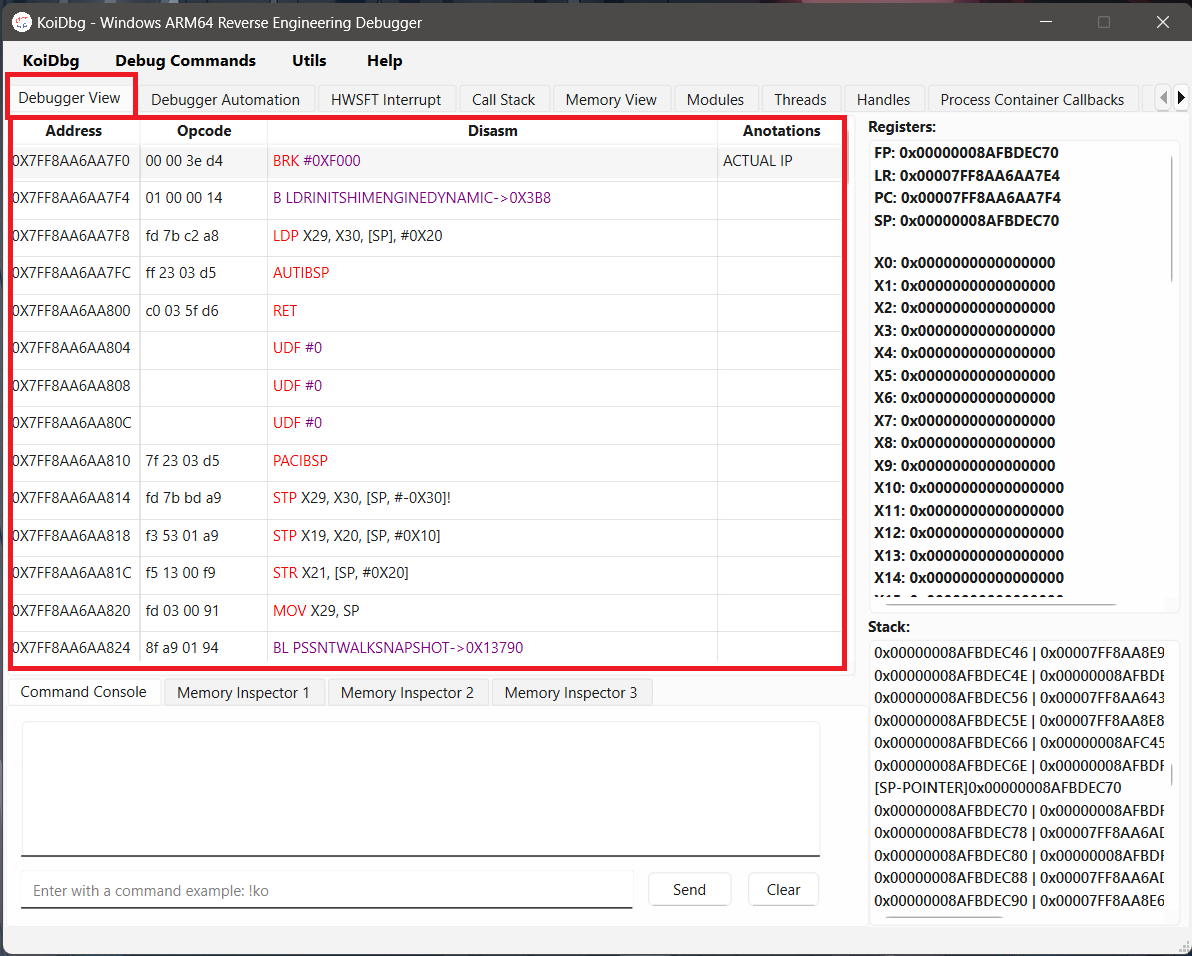 KoiDbg - Windows ARM64 Reverse Engineering Debugger
KoiDbg Debug Commands Utils Help
Debugger View Debugger Automation HWSFT Interrupt Call Stack Memory View Modules Threads Handles Process Container Callbacks
Address Opcode Disasm Anotations
0X7FF8AA6AA7F0 00 00 3e d4 BRK #0XF000 ACTUAL IP
0X7FF8AA6AA7F4 01 00 00 14 B LDRINITSHIMENGINEDYNAMIC->0X3B8
0X7FF8AA6AA7F8 fd 7b c2 a8 LDP X29, X30, [SP], #0X20
0X7FF8AA6AA7FC ff 23 03 d5 AUTIBSP
0X7FF8AA6AA800 c0 03 5f d6 RET
0X7FF8AA6AA804 UDF #0
0X7FF8AA6AA808 UDF #0
0X7FF8AA6AA80C UDF #0
0X7FF8AA6AA810 7f 23 03 d5 PACIBSP
0X7FF8AA6AA814 fd 7b bd a9 STP X29, X30, [SP, #-0X30]!
0X7FF8AA6AA818 f3 53 01 a9 STP X19, X20, [SP, #0X10]
0X7FF8AA6AA81C f5 13 00 f9 STR X21, [SP, #0X20]
0X7FF8AA6AA820 fd 03 00 91 MOV X29, SP
0X7FF8AA6AA824 8f a9 01 94 BL PSSNTWALKSNAPSHOT->0X13790
Registers:
FP: 0x00000008AFBDEC70
LR: 0x00007FF8AA6AA7E4
PC: 0x00007FF8AA6AA7F4
SP: 0x00000008AFBDEC70
X0: 0x0000000000000000
X1: 0x0000000000000000
X2: 0x0000000000000000
X3: 0x0000000000000000
X4: 0x0000000000000000
X5: 0x0000000000000000
X6: 0x0000000000000000
X7: 0x0000000000000000
X8: 0x0000000000000000
X9: 0x0000000000000000
X10: 0x0000000000000000
X11: 0x0000000000000000
X12: 0x0000000000000000
X13: 0x0000000000000000
X14: 0x0000000000000000
Stack:
0x00000008AFBDEC46 | 0x00007FF8AA8E9
0x00000008AFBDEC4E | 0x00000008AFBDE
0x00000008AFBDEC56 | 0x00007FF8AA643
0x00000008AFBDEC5E | 0x00007FF8AA8E8
0x00000008AFBDEC66 | 0x00000008AFC45
0x00000008AFBDEC6E | 0x00000008AFBDF
[SP-POINTER]0x00000008AFBDEC70
0x00000008AFBDEC70 | 0x00000008AFBDF
0x00000008AFBDEC78 | 0x00007FF8AA6AD
0x00000008AFBDEC80 | 0x00000008AFBDF
0x00000008AFBDEC88 | 0x00007FF8AA6AD
0x00000008AFBDEC90 | 0x00007FF8AA8E6
Command Console Memory Inspector 1 Memory Inspector 2 Memory Inspector 3
Enter with a command example: !ko
Send Clear